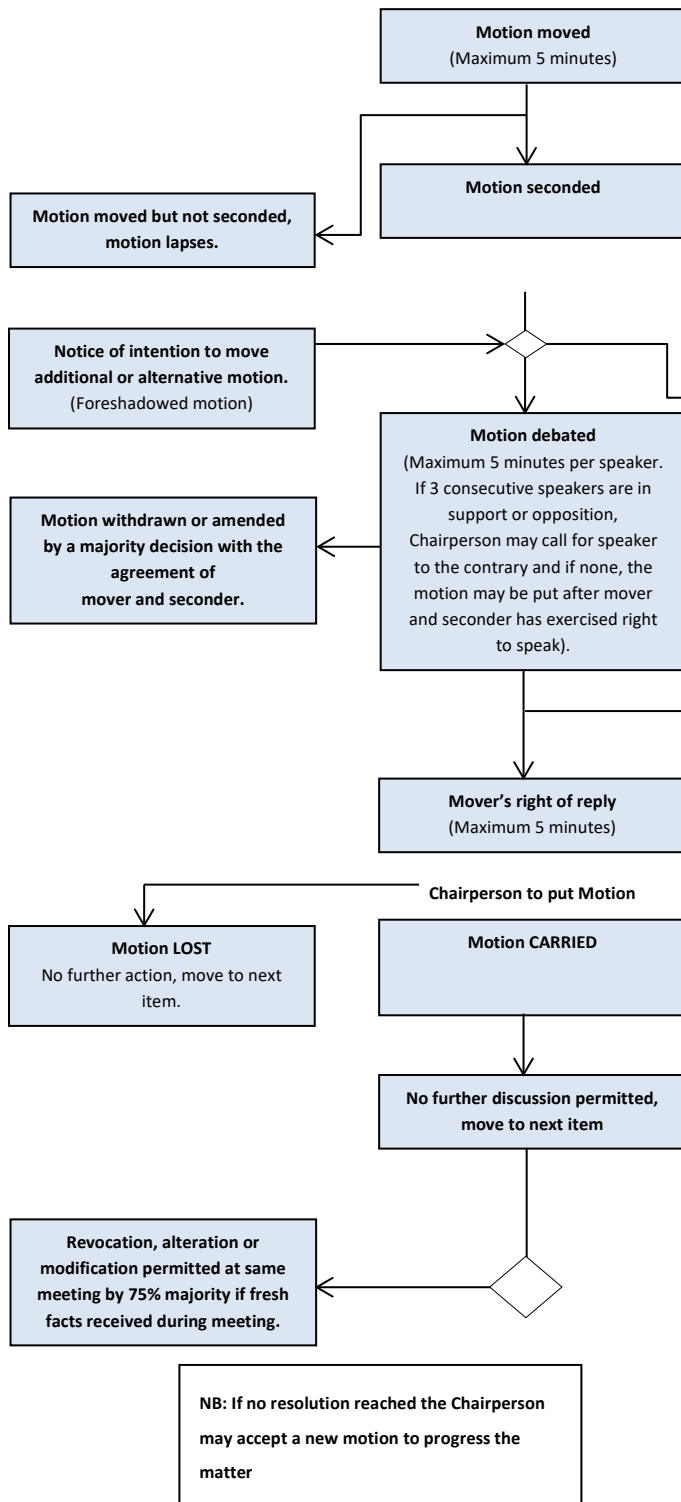 Motion moved
(Maximum 5 minutes)
Motion seconded
Motion moved but not seconded,
motion lapses.
Notice of intention to move
additional or alternative motion.
(Foreshadowed motion)
Motion debated
(Maximum 5 minutes per speaker.
If 3 consecutive speakers are in
support or opposition,
Chairperson may call for speaker
to the contrary and if none, the
motion may be put after mover
and seconder has exercised right
to speak).
Motion withdrawn or amended
by a majority decision with the
agreement of
mover and seconder.
Mover’s right of reply
(Maximum 5 minutes)
Chairperson to put Motion
Motion LOST
No further action, move to next
item.
Motion CARRIED
No further discussion permitted,
move to next item
Revocation, alteration or
modification permitted at same
meeting by 75% majority if fresh
facts received during meeting.
NB: If no resolution reached the Chairperson
may accept a new motion to progress the
matter